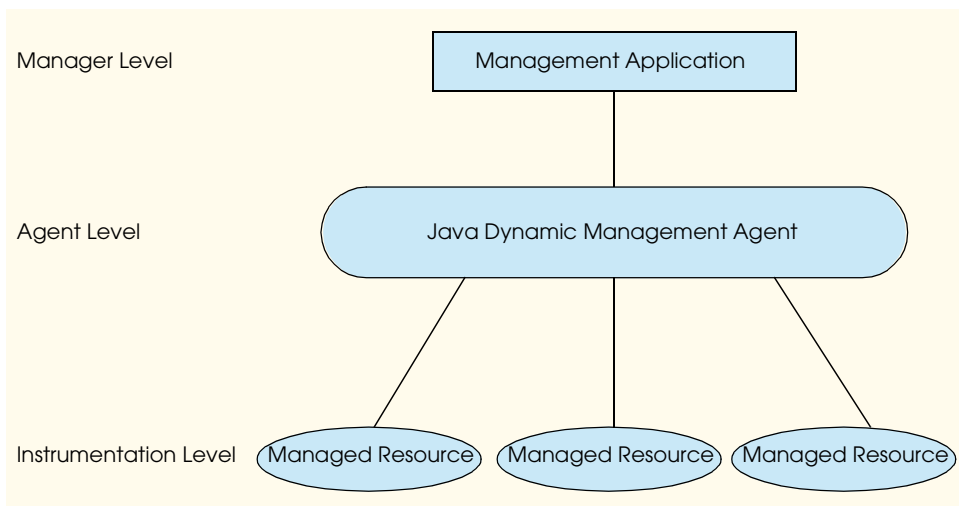 Manager Level
Management Application
Agent Level
Java Dynamic Management Agent
Instrumentation Level
Managed Resource
Managed Resource
Managed Resource